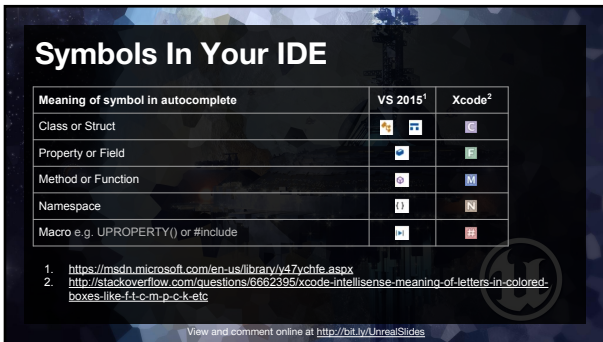 Symbols In Your IDE
Meaning of symbol in autocomplete VS 2015¹ Xcode²
Class or Struct C
Property or Field F
Method or Function M
Namespace {} N
Macro e.g. UPROPERTY() or #include #
1. https://msdn.microsoft.com/en-us/library/y47ychfe.aspx
2. http://stackoverflow.com/questions/6662395/xcode-intellisense-meaning-of-letters-in-colored-
boxes-like-f-t-c-m-p-c-k-etc
View and comment online at http://bit.ly/UnrealSlides